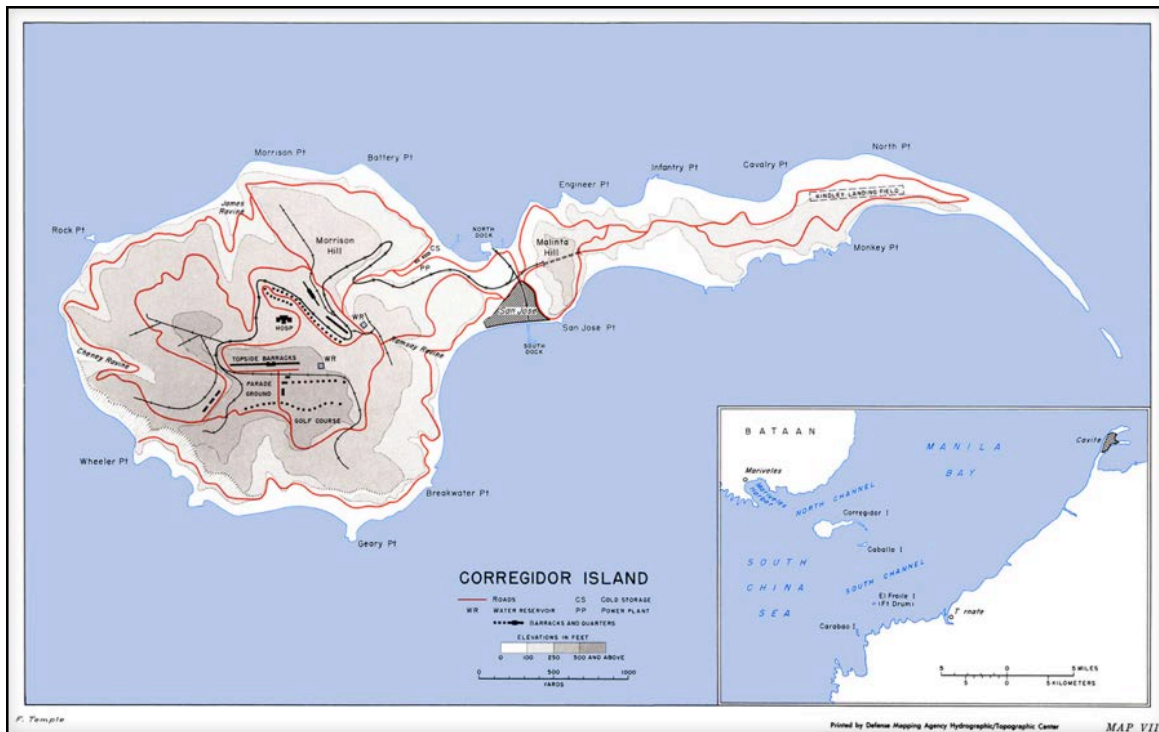 Morrison Pt
Battery Pt
James
Ravine
Rock Pt
Morrison
Hill
CS
PP
NORTH
DOCK
Engineer Pt
Infantry Pt
Cavalry Pt
North Pt
KINDLEY LANDING FIELD
Malinta
Hill
Monkey Pt
WR
HOSP
San Jose
San Jose Pt
SOUTH
DOCK
Ramsey Ravine
Cheney Ravine
TOPSIDE BARRACKS
WR
PARADE
GROUND
GOLF COURSE
Wheeler Pt
Breakwater Pt
Geary Pt
CORREGIDOR ISLAND
ROADS
CS COLD STORAGE
WR WATER RESERVOIR
PP POWER PLANT
BARRACKS AND QUARTERS
ELEVATIONS IN FEET
0 100 250 500 AND ABOVE
0 500 1000
YARDS
BATAAN
MANILA
BAY
Cavite
Mariveles
Mariveles
Harbor
NORTH CHANNEL
Corregidor I
Caballo I
SOUTH
CHINA
SEA
SOUTH CHANNEL
El Fraile I
(Ft Drum)
Carabao I
T rnate
5 0 5 MILES
5 0 5 KILOMETERS
F. Temple
Printed by Defense Mapping Agency Hydrographic/Topographic Center
MAP VII